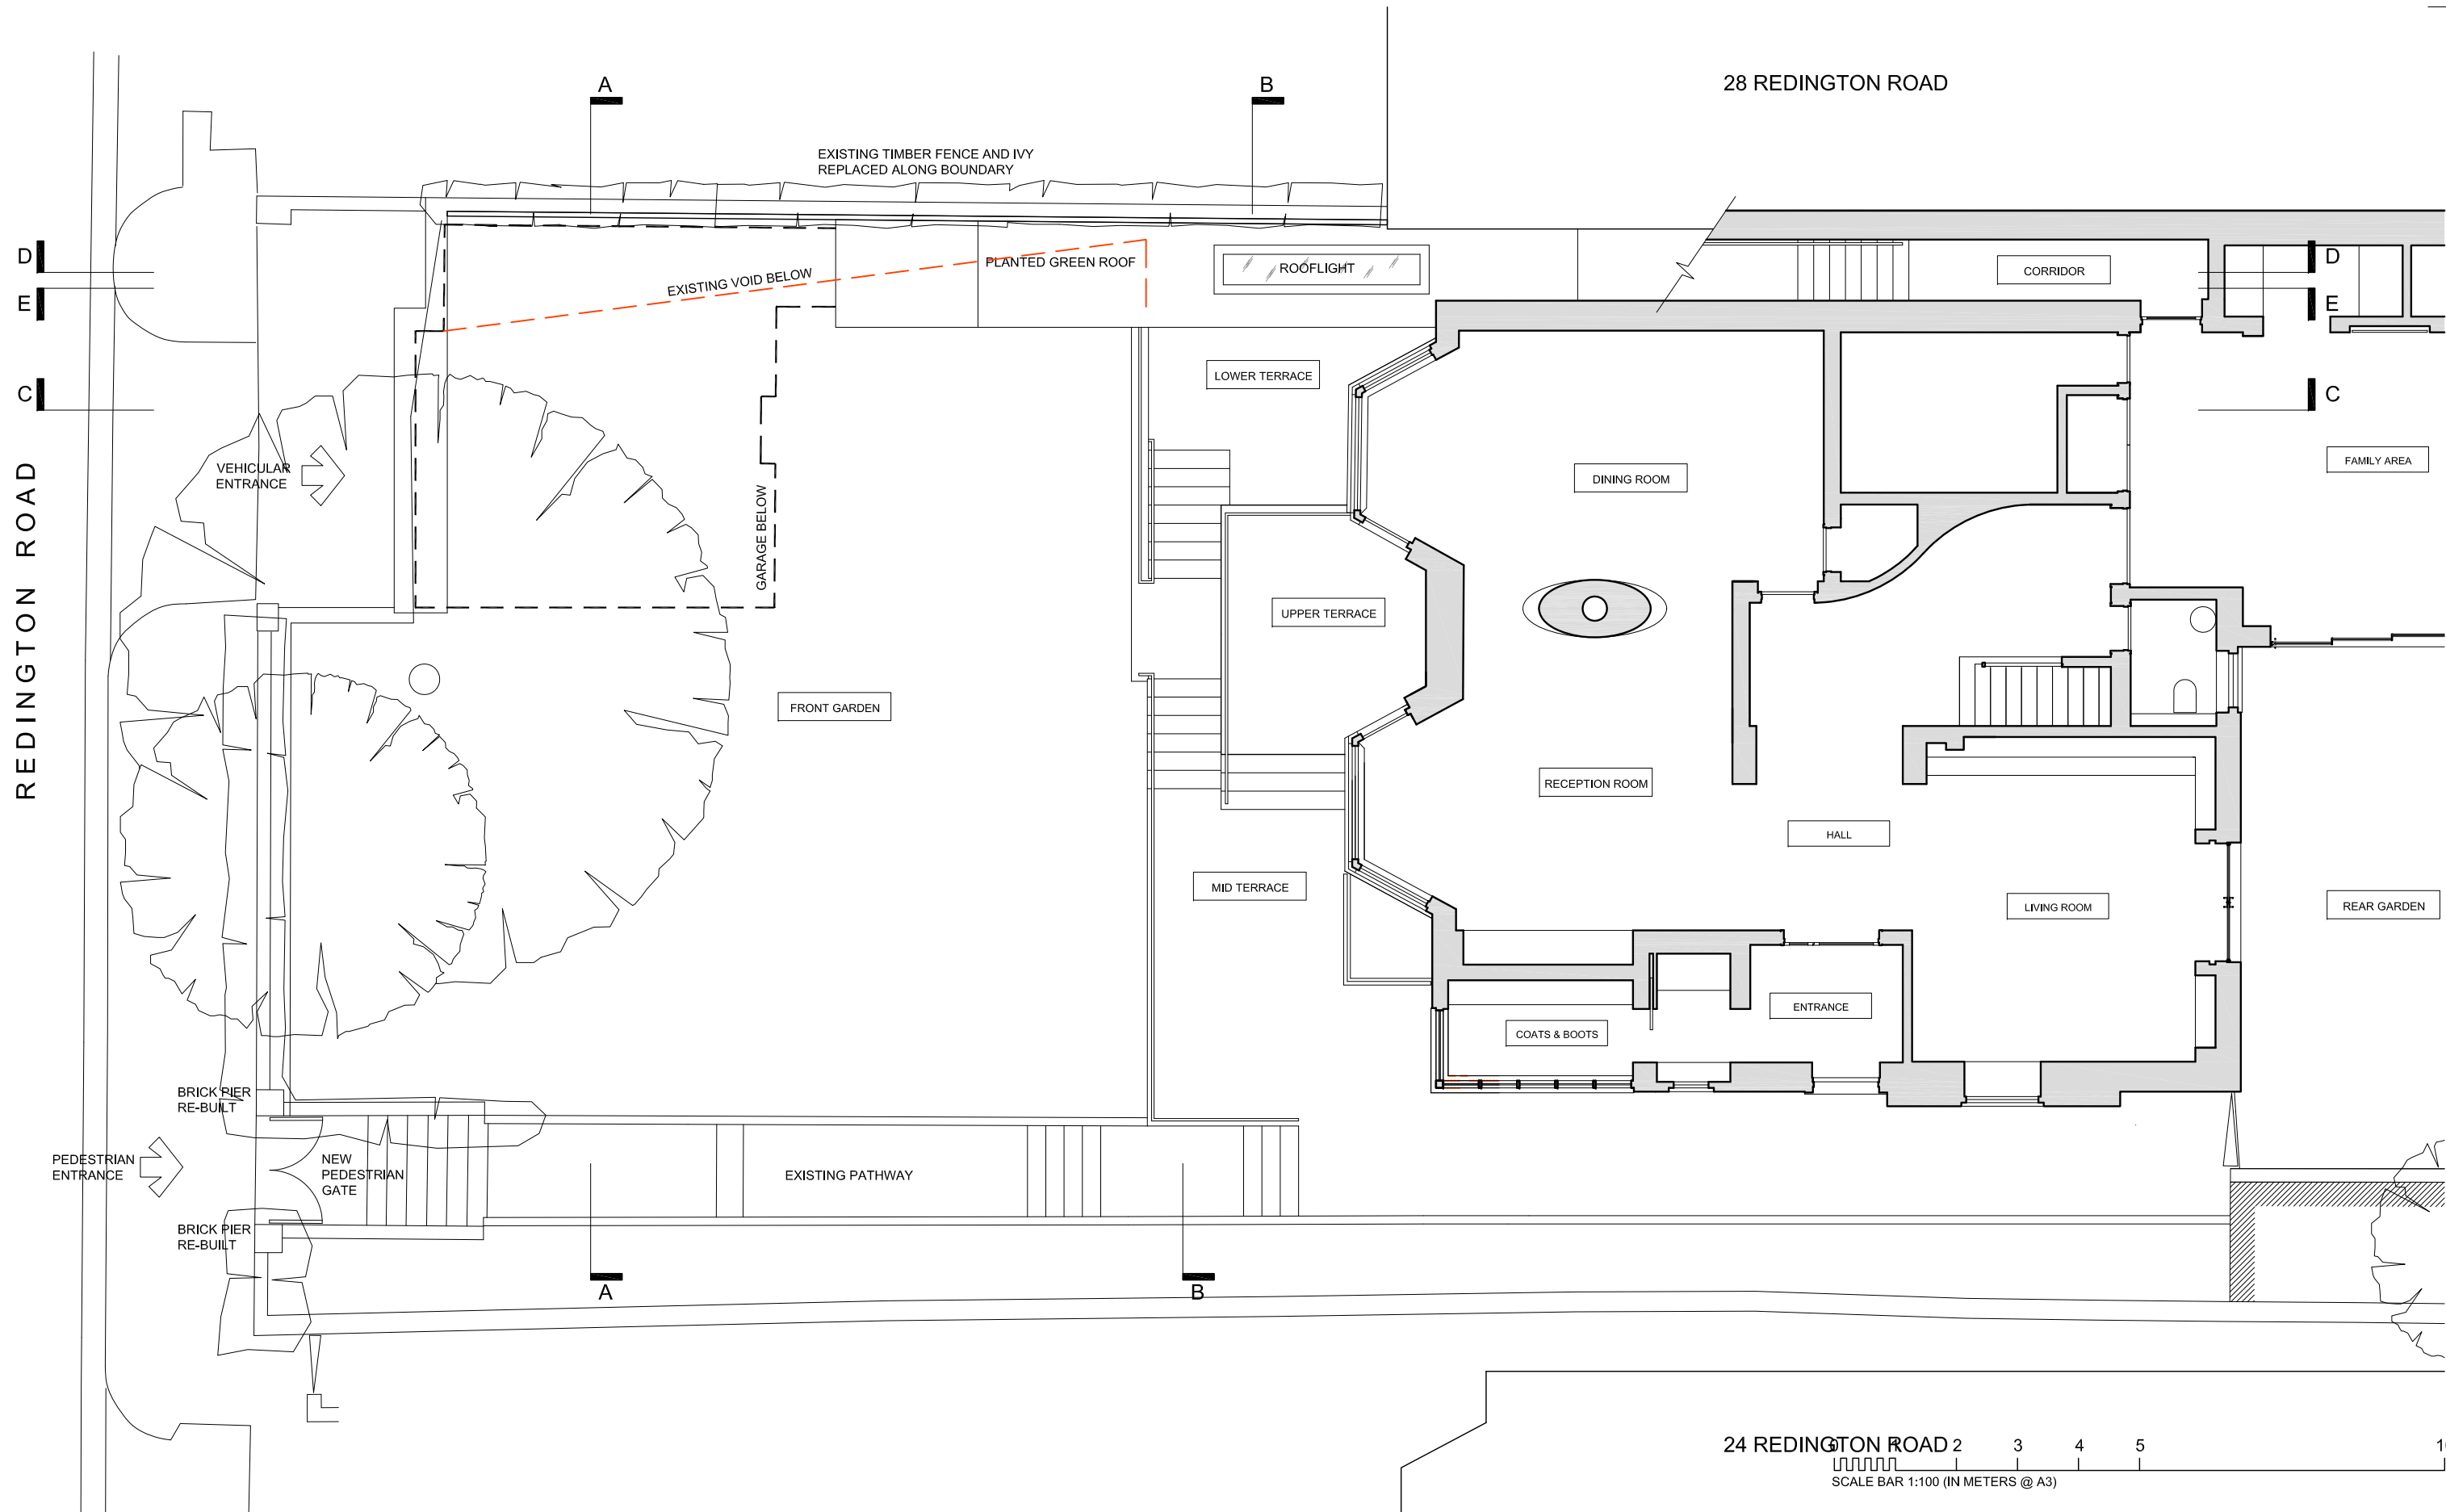 28 REDINGTON ROAD
A
B
EXISTING TIMBER FENCE AND IVY
REPLACED ALONG BOUNDARY
D
E
C
PLANTED GREEN ROOF
ROOFLIGHT
EXISTING VOID BELOW
CORRIDOR
D
E
C
LOWER TERRACE
VEHICULAR
ENTRANCE
REDINGTON ROAD
GARAGE BELOW
DINING ROOM
FAMILY AREA
UPPER TERRACE
FRONT GARDEN
RECEPTION ROOM
HALL
MID TERRACE
LIVING ROOM
REAR GARDEN
ENTRANCE
COATS & BOOTS
BRICK PIER
RE-BUILT
PEDESTRIAN
ENTRANCE
NEW
PEDESTRIAN
GATE
EXISTING PATHWAY
BRICK PIER
RE-BUILT
A
B
24 REDINGTON ROAD
0 1 2 3 4 5
SCALE BAR 1:100 (IN METERS @ A3)